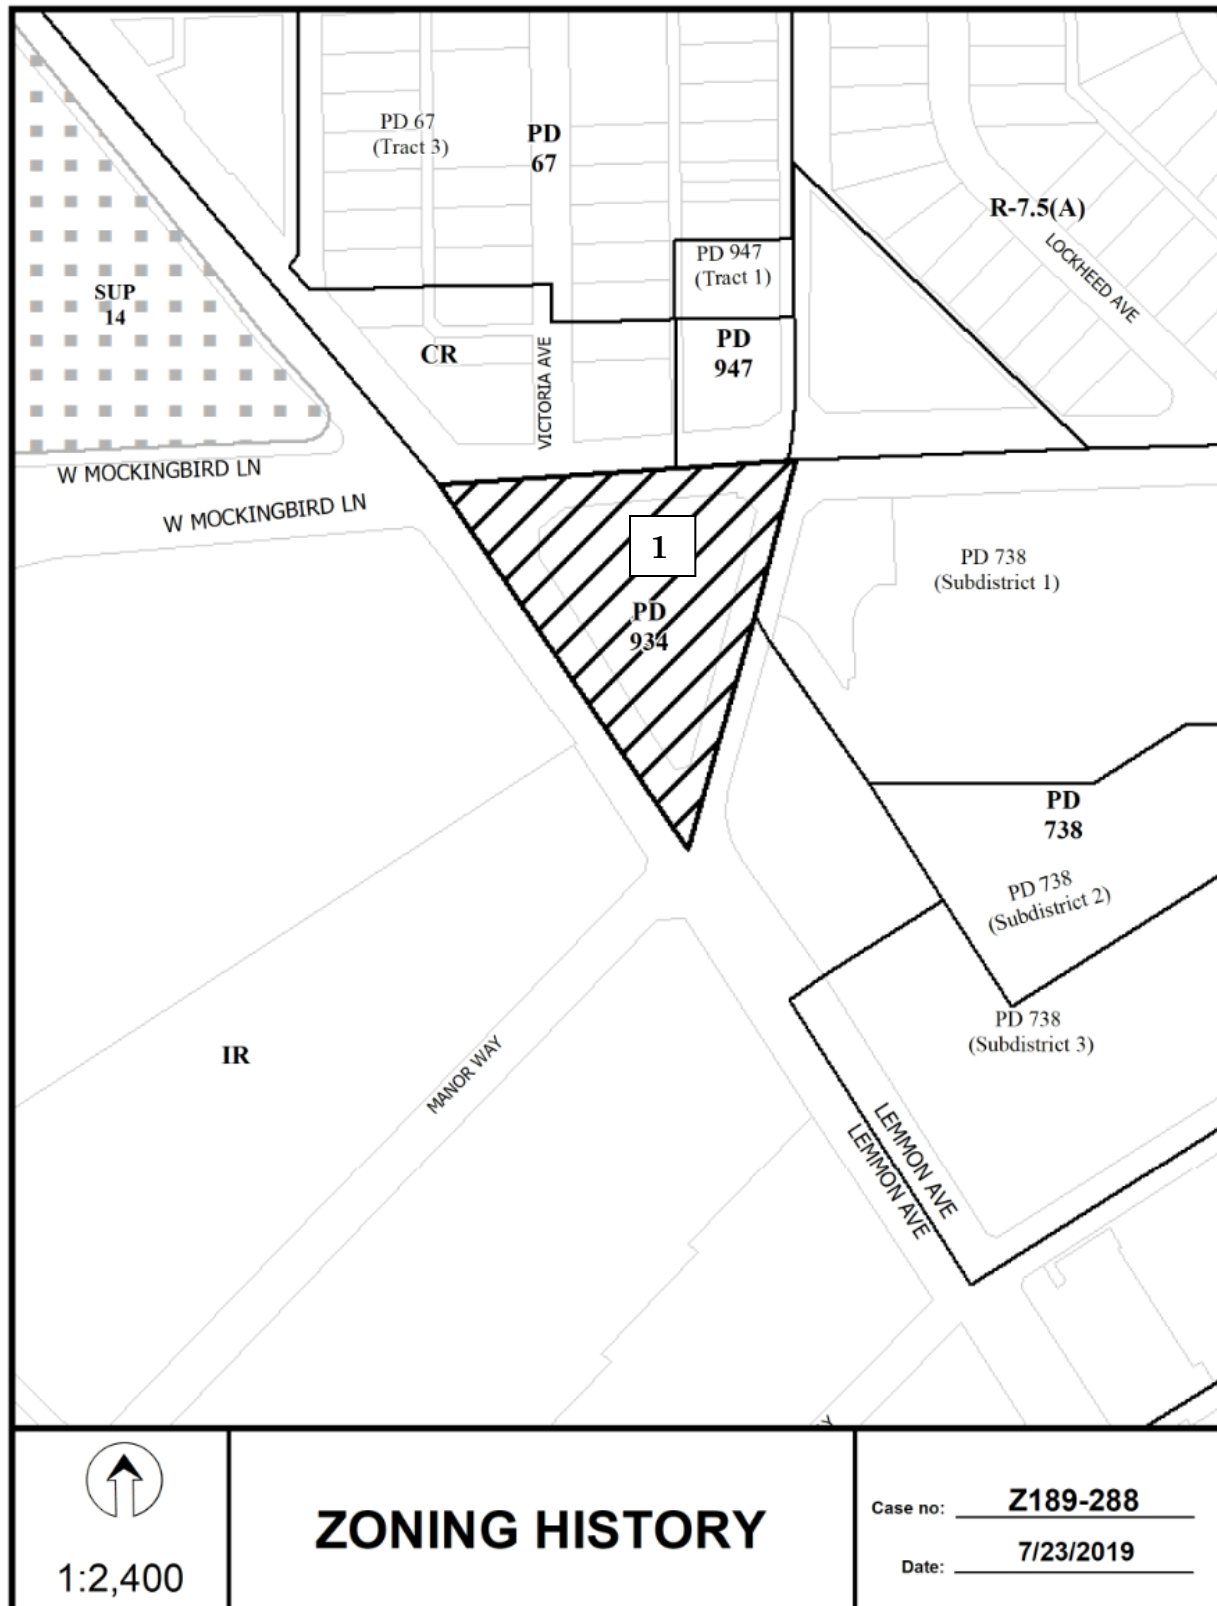 PD 67
(Tract 3)
PD
67
R-7.5(A)
LOCKHEED AVE
PD 947
(Tract 1)
SUP
14
CR
VICTORIA AVE
PD
947
W MOCKINGBIRD LN
W MOCKINGBIRD LN
1
PD
934
PD 738
(Subdistrict 1)
PD
738
PD 738
(Subdistrict 2)
PD 738
(Subdistrict 3)
IR
MANOR WAY
LEMMON AVE
LEMMON AVE
1:2,400
ZONING HISTORY
Case no: Z189-288
Date: 7/23/2019